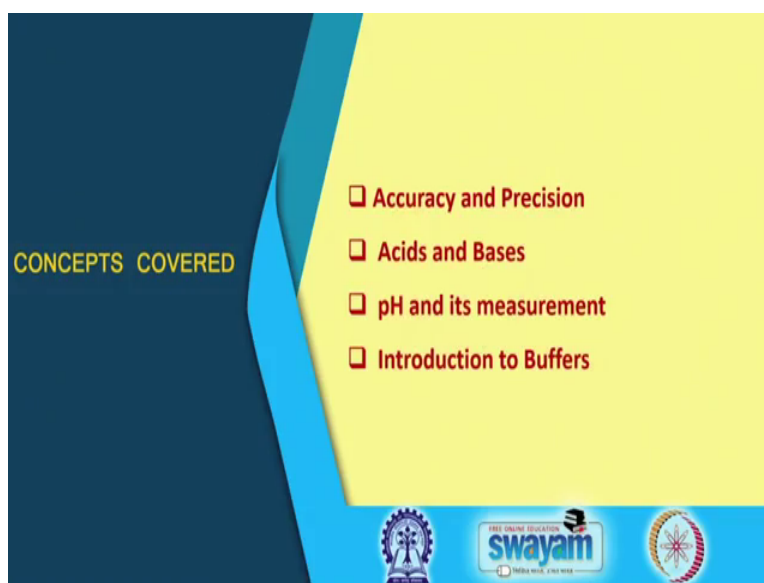 CONCEPTS COVERED
Accuracy and Precision
Acids and Bases
pH and its measurement
Introduction to Buffers
FREE ONLINE EDUCATION
swayam